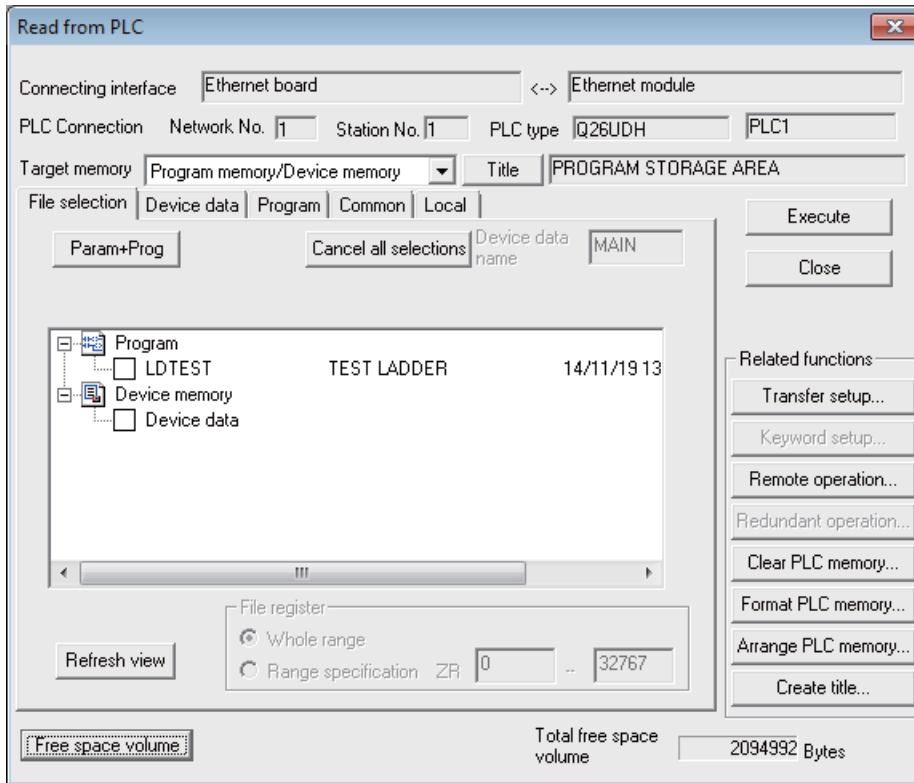 Read from PLC
Connecting interface Ethernet board <--> Ethernet module
PLC Connection Network No. 1 Station No. 1 PLC type Q26UDH PLC1
Target memory Program memory/Device memory Title PROGRAM STORAGE AREA
File selection Device data Program Common Local
Execute
Param+Prog Cancel all selections Device data name MAIN
Close
Program
LDTEST TEST LADDER 14/11/19 13
Device memory
Device data
Related functions
Transfer setup...
Keyword setup...
Remote operation...
Redundant operation...
Clear PLC memory...
Format PLC memory...
Arrange PLC memory...
Create title...
File register
Whole range
Refresh view
Range specification ZR 0 -- 32767
Free space volume
Total free space volume 2094992 Bytes